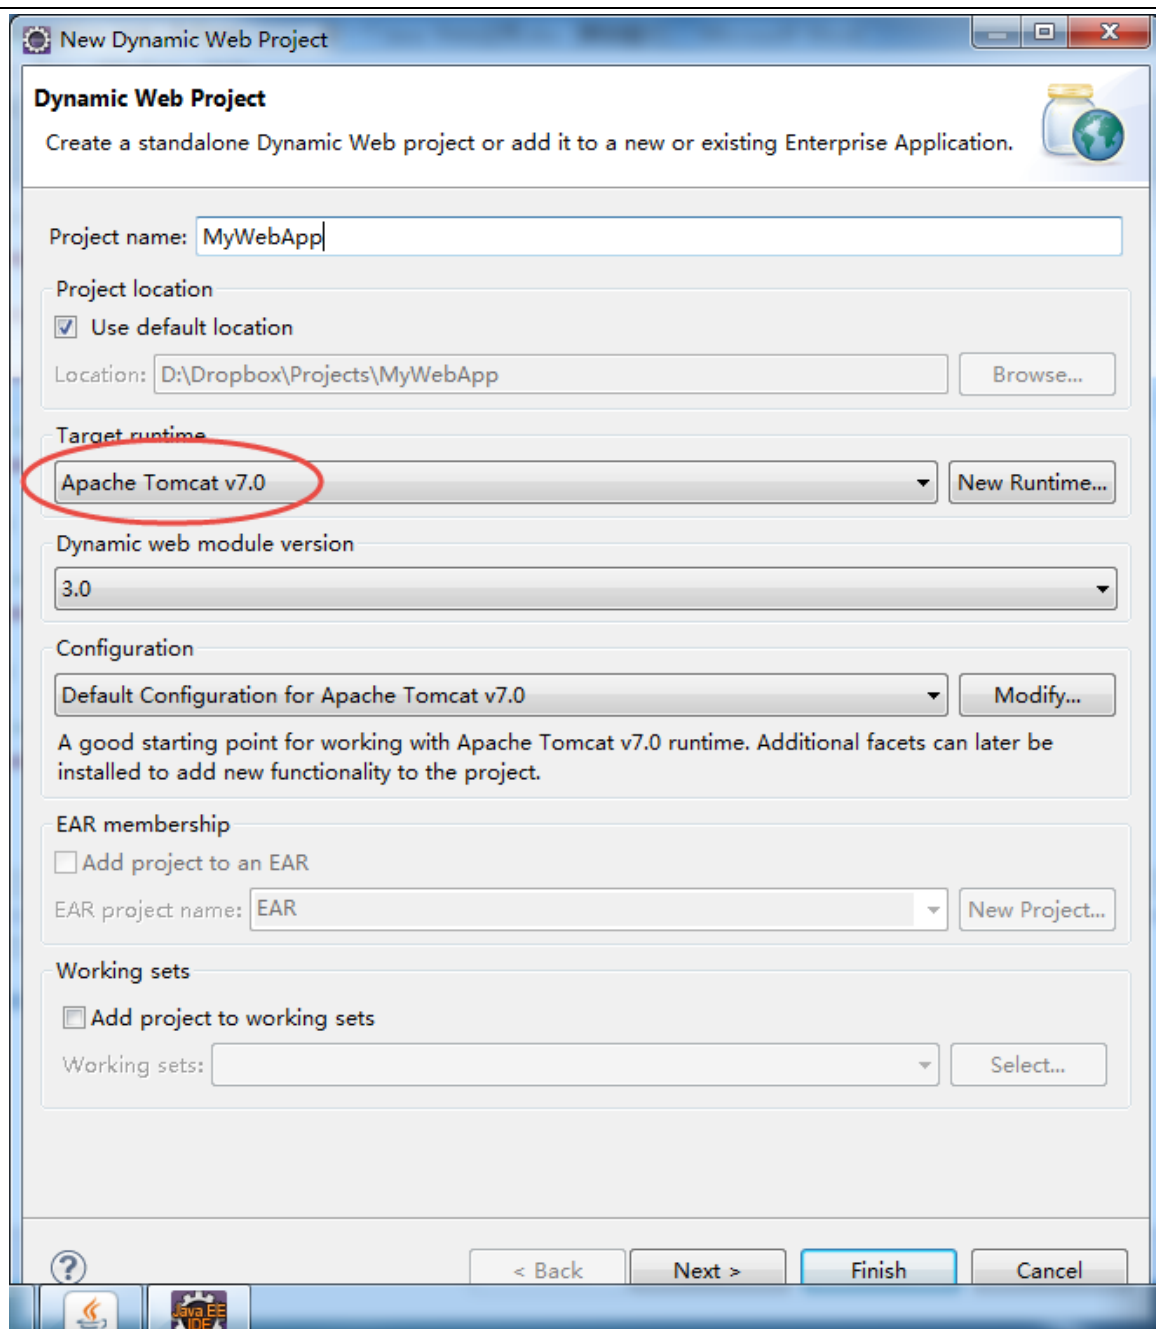 New Dynamic Web Project
Dynamic Web Project
Create a standalone Dynamic Web project or add it to a new or existing Enterprise Application.
Project name: MyWebApp
Project location
Use default location
Location: D:\Dropbox\Projects\MyWebApp Browse...
Target runtime
Apache Tomcat v7.0 New Runtime...
Dynamic web module version
3.0
Configuration
Default Configuration for Apache Tomcat v7.0 Modify...
A good starting point for working with Apache Tomcat v7.0 runtime. Additional facets can later be
installed to add new functionality to the project.
EAR membership
Add project to an EAR
EAR project name: EAR New Project...
Working sets
Add project to working sets
Working sets: Select...
? < Back Next > Finish Cancel
Java EE
IDE